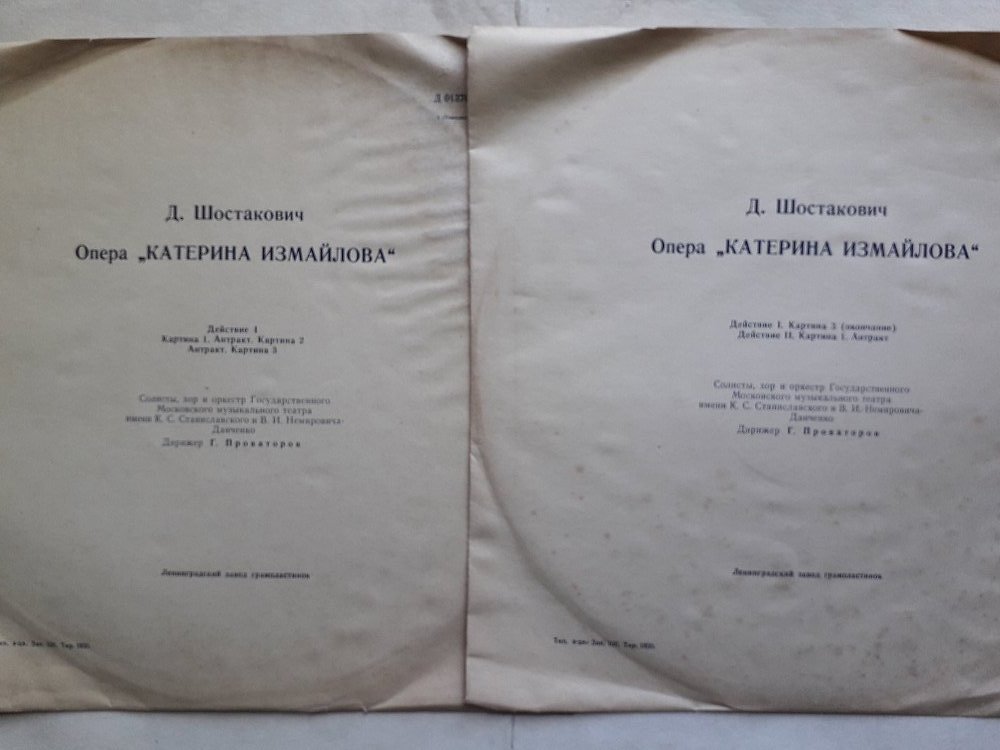 Д. Шостакович
Опера „КАТЕРИНА ИЗМАЙЛОВА“
Действие I
Картина 1. Антракт. Картина 2
Антракт. Картина 3
Солисты, хор и оркестр Государственного
Московского музыкального театра
имени К. С. Станиславского и В. И. Немировича-
Данченко
Дирижер Г. Проваторов
Ленинградский завод грампластинок
Д. Шостакович
Опера „КАТЕРИНА ИЗМАЙЛОВА“
Действие I. Картина 3 (окончание)
Действие II. Картина 1. Антракт
Солисты, хор и оркестр Государственного
Московского музыкального театра
имени К. С. Станиславского и В. И. Немировича-
Данченко
Дирижер Г. Проваторов
Ленинградский завод грампластинок